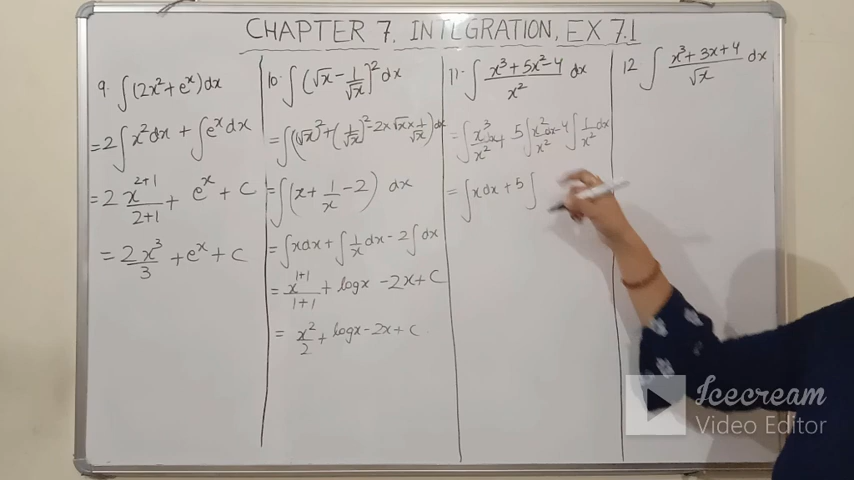 CHAPTER 7. INTEGRATION, EX 7.1
9. ∫(2x²+eˣ)dx
=2∫x²dx + ∫eˣdx
=2 x²⁺¹/2+1 + eˣ + C
= 2x³/3 + eˣ + C
10. ∫(√x − 1/√x)² dx
=∫((√x)²+(1/√x)²−2×√x×1/√x)dx
=∫(x+1/x−2) dx
=∫xdx+∫1/x dx−2∫dx
= x¹⁺¹/1+1 + logx −2x+C
= x²/2 + logx−2x+C
11. ∫ x³+5x²−4/x² dx
=∫x³/x² dx + 5∫x²/x² dx−4∫1/x² dx
=∫xdx+5∫
12 ∫ x³+3x+4/√x dx
Icecream
Video Editor